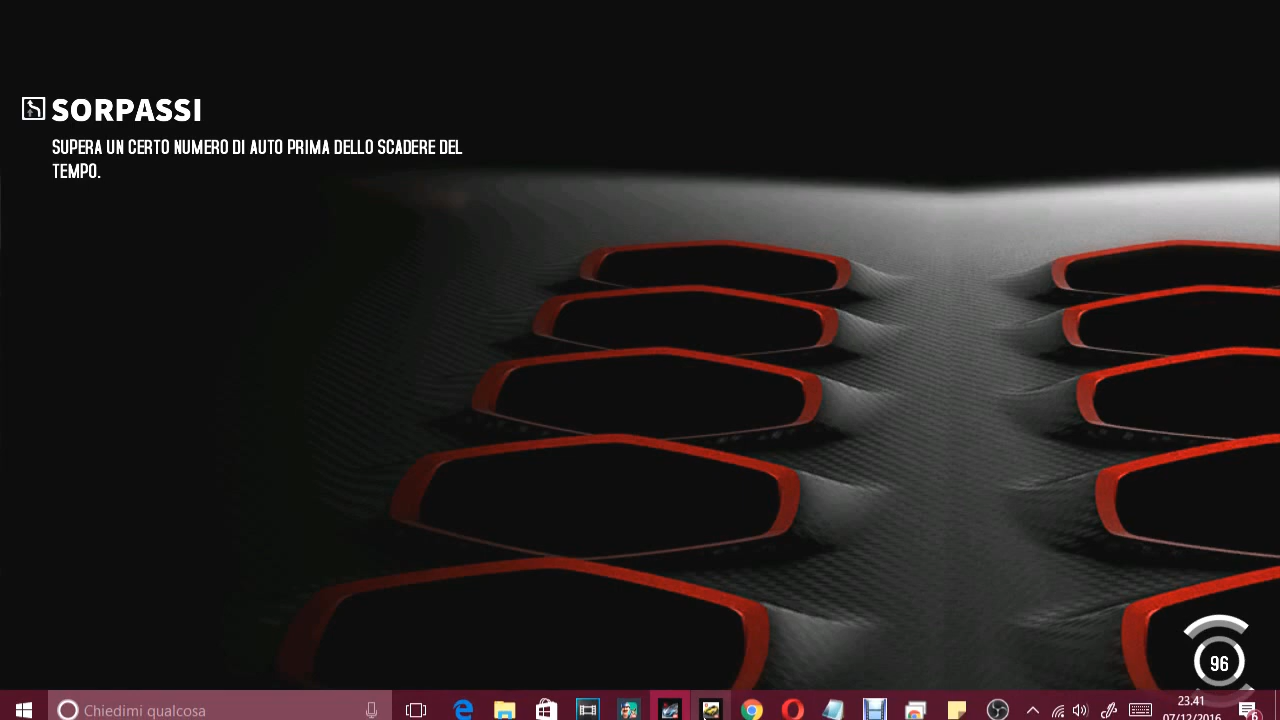 SORPASSI
SUPERA UN CERTO NUMERO DI AUTO PRIMA DELLO SCADERE DEL
TEMPO.
96
Chiedimi qualcosa
23.41
07/12/2016
6